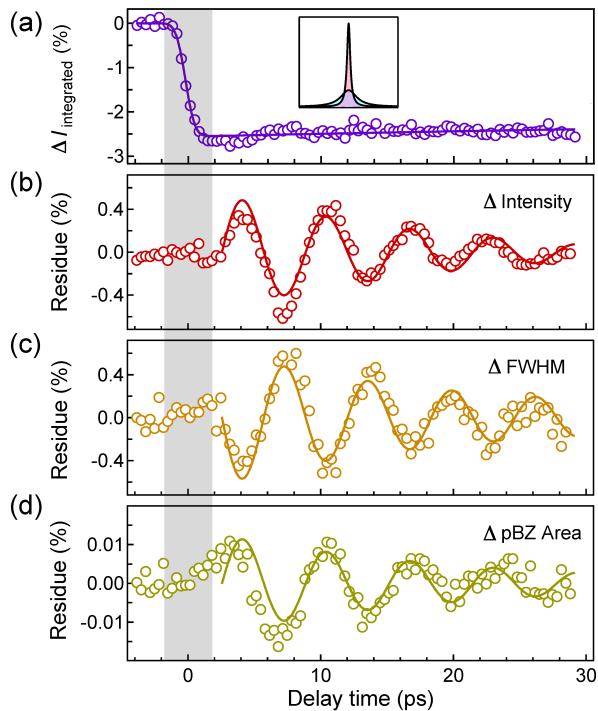 (a)
Δ I integrated (%)
0
-1
-2
-3
(b)
Δ Intensity
Residue (%)
0.4
0.0
-0.4
(c)
Δ FWHM
Residue (%)
0.4
0.0
-0.4
(d)
Δ pBZ Area
Residue (%)
0.01
0.00
-0.01
0 10 20 30
Delay time (ps)